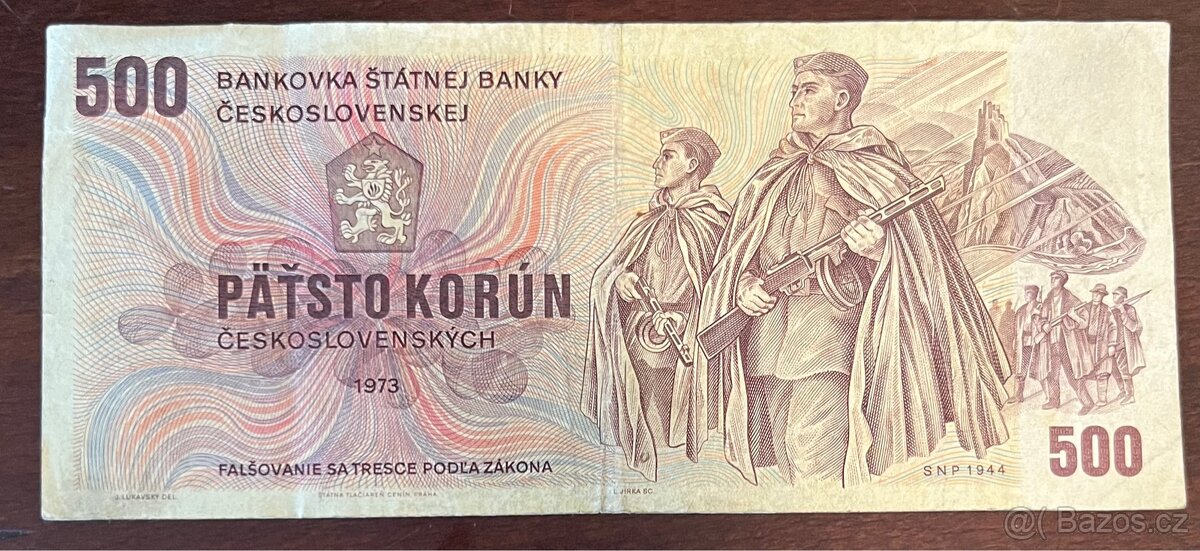 500
BANKOVKA ŠTÁTNEJ BANKY
ČESKOSLOVENSKEJ
PÄŤSTO KORÚN
ČESKOSLOVENSKÝCH
1973
FALŠOVANIE SA TRESCE PODĽA ZÁKONA
J. LUKAVSKÝ DEL.
ŠTÁTNA TLAČIAREŇ CENÍN, PRAHA
L. JIRKA SC.
SNP 1944
500
@( Bazos.cz